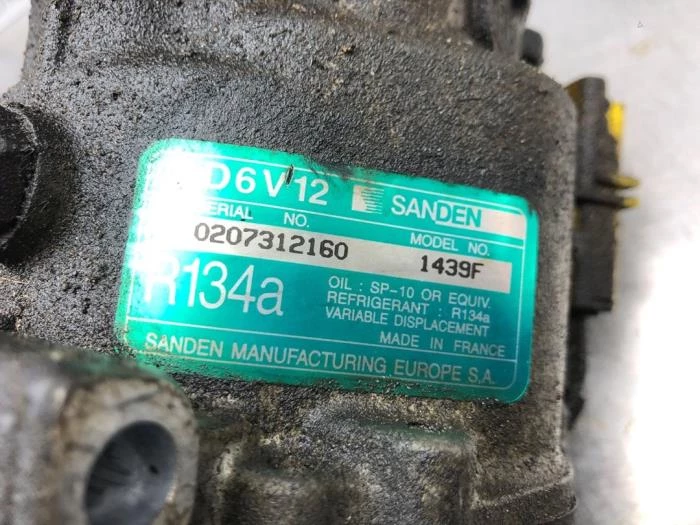 D6V12 SANDEN
SERIAL NO. MODEL NO.
0207312160 1439F
R134a
OIL : SP-10 OR EQUIV.
REFRIGERANT : R134a
VARIABLE DISPLACEMENT
MADE IN FRANCE
SANDEN MANUFACTURING EUROPE S.A.